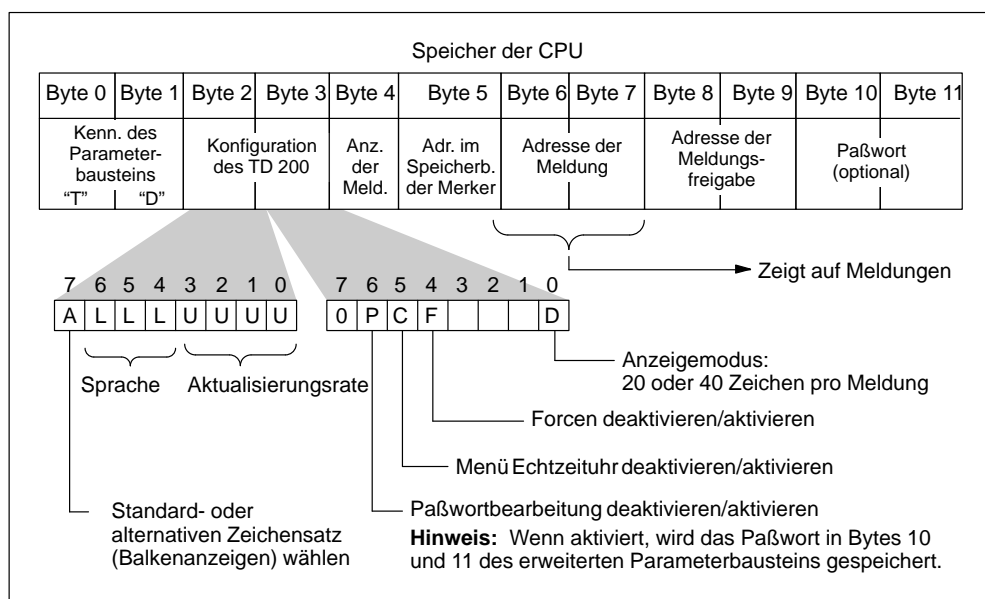 Speicher der CPU
Byte 0 Byte 1 Byte 2 Byte 3 Byte 4 Byte 5 Byte 6 Byte 7 Byte 8 Byte 9 Byte 10 Byte 11
Kenn. des
Parameter-
bausteins
“T” “D”
Konfiguration
des TD 200
Anz.
der
Meld.
Adr. im
Speicherb.
der Merker
Adresse der
Meldung
Adresse der
Meldungs-
freigabe
Paßwort
(optional)
Zeigt auf Meldungen
7 6 5 4 3 2 1 0
A L L L U U U U
7 6 5 4 3 2 1 0
0 P C F D
Sprache
Aktualisierungsrate
Anzeigemodus:
20 oder 40 Zeichen pro Meldung
Forcen deaktivieren/aktivieren
Menü Echtzeituhr deaktivieren/aktivieren
Paßwortbearbeitung deaktivieren/aktivieren
Hinweis: Wenn aktiviert, wird das Paßwort in Bytes 10
und 11 des erweiterten Parameterbausteins gespeichert.
Standard- oder
alternativen Zeichensatz
(Balkenanzeigen) wählen